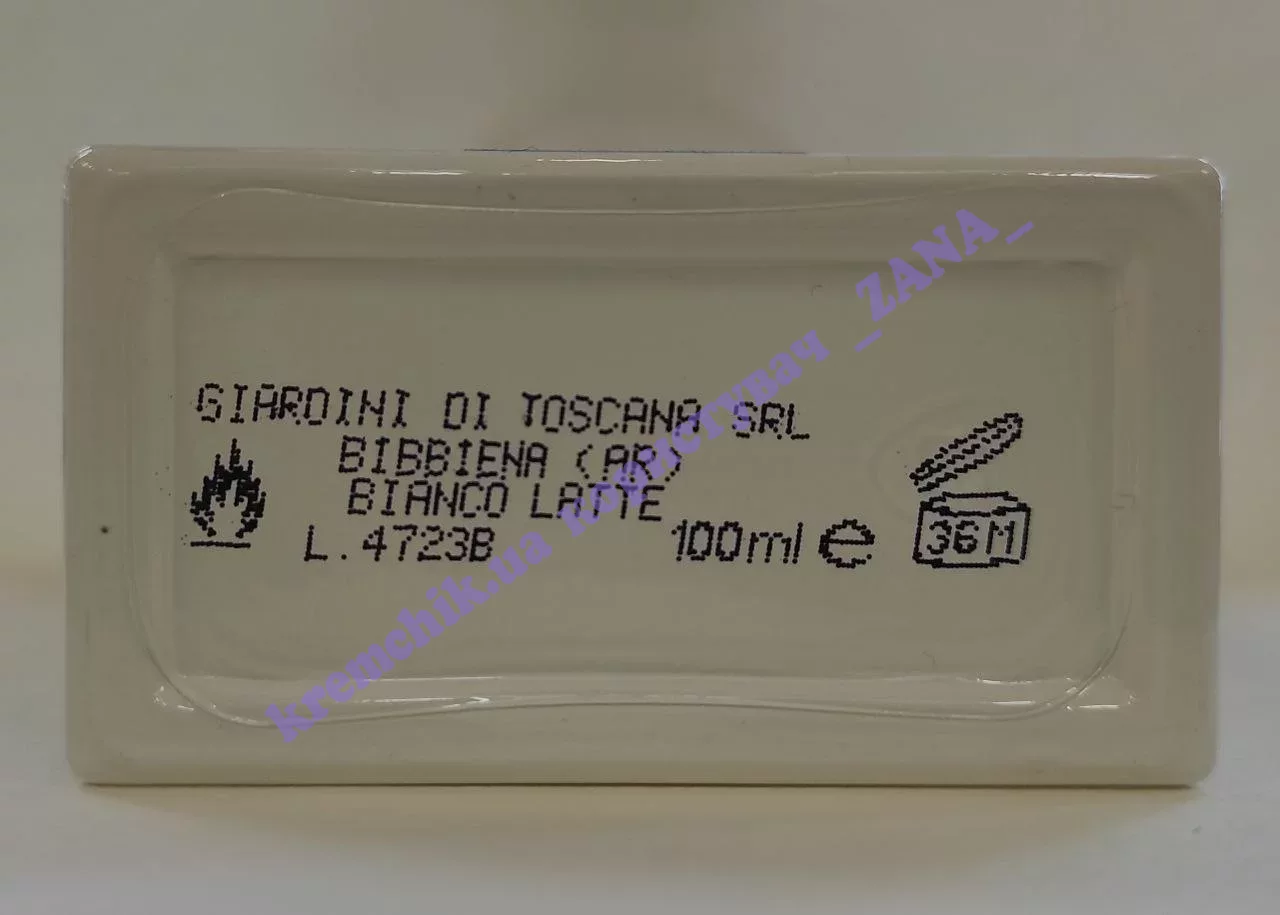 GIARDINI DI TOSCANA SRL
BIBBIENA (AR)
BIANCO LATTE
L.4723B 100ml e
36M
kremchik.ua користувач _ZANA_